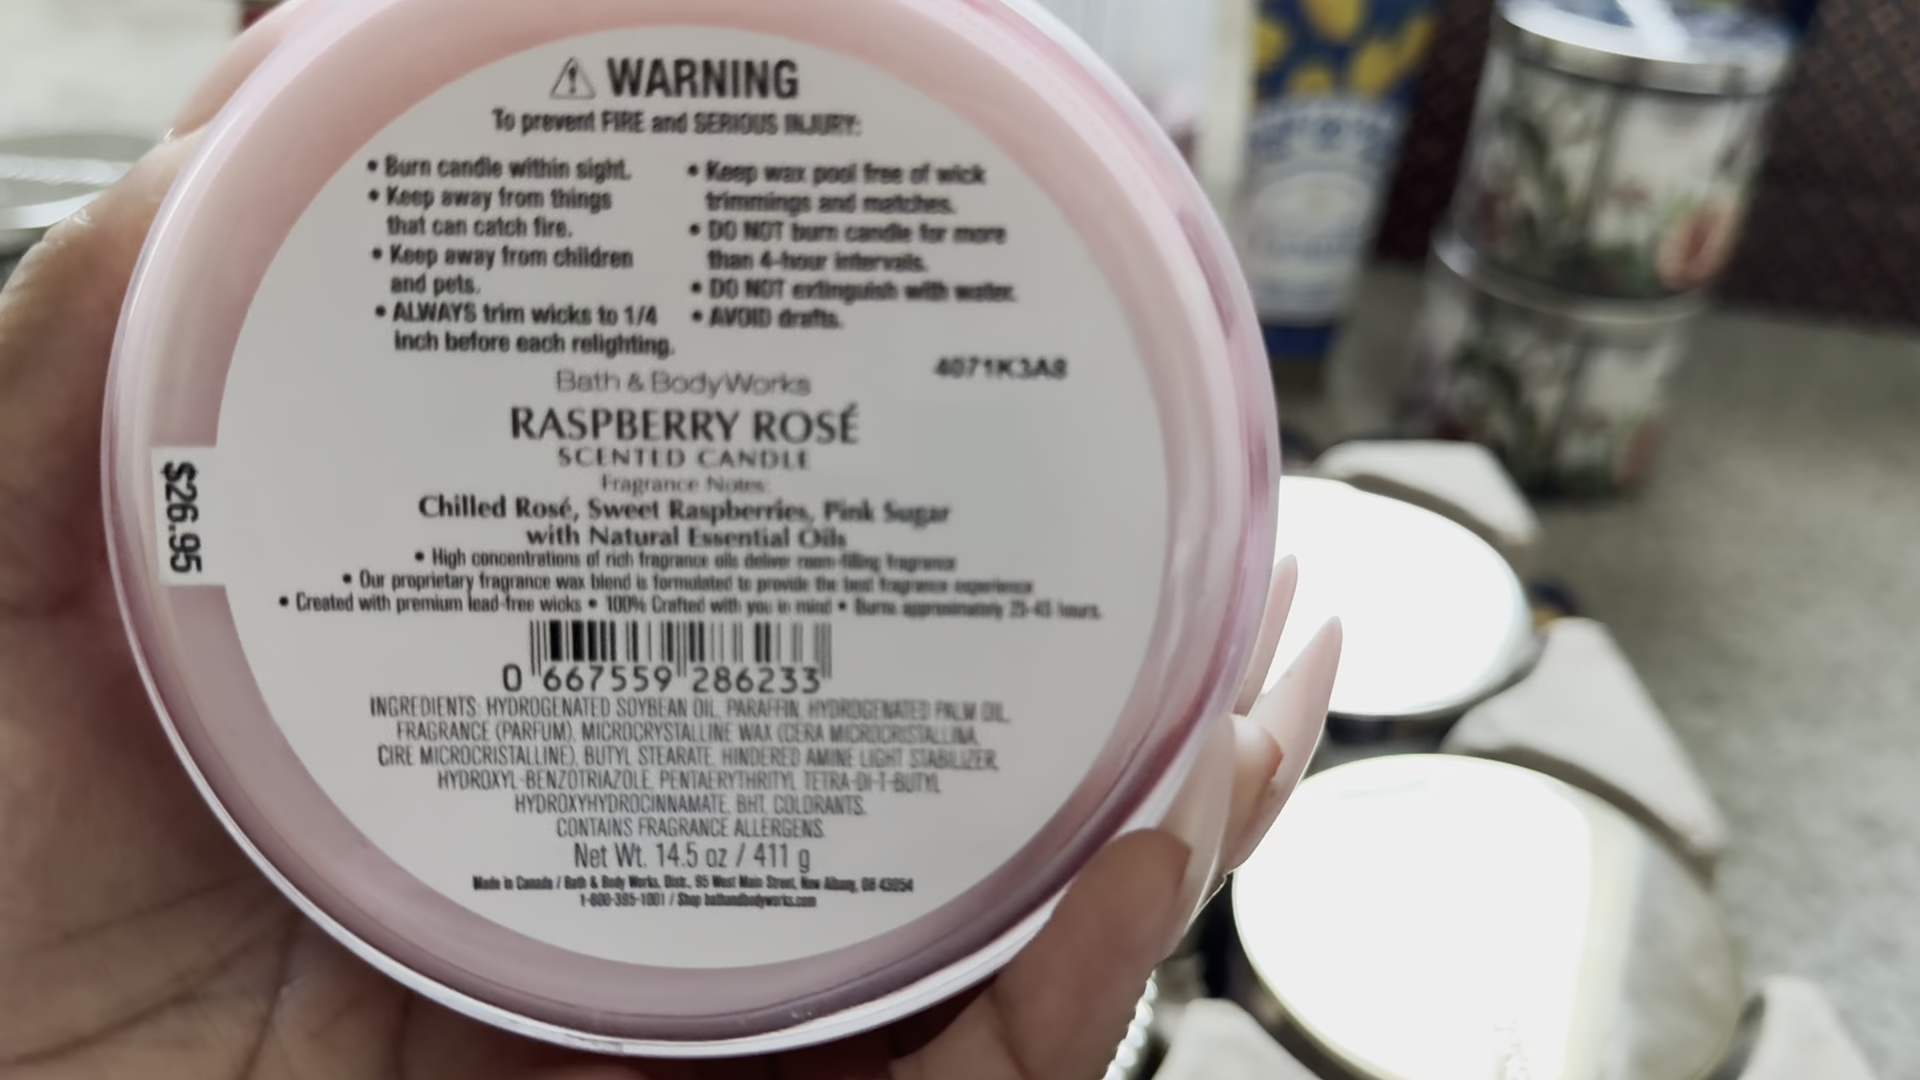 WARNING
To prevent FIRE and SERIOUS INJURY:
• Burn candle within sight.
• Keep away from things
that can catch fire.
• Keep away from children
and pets.
• ALWAYS trim wicks to 1/4
inch before each relighting.
• Keep wax pool free of wick
trimmings and matches.
• DO NOT burn candle for more
than 4-hour intervals.
• DO NOT extinguish with water.
• AVOID drafts.
4071K3A8
Bath & Body Works
RASPBERRY ROSÉ
SCENTED CANDLE
Fragrance Notes:
Chilled Rosé, Sweet Raspberries, Pink Sugar
with Natural Essential Oils
• High concentrations of rich fragrance oils deliver room-filling fragrance
• Our proprietary fragrance wax blend is formulated to provide the best fragrance experience
• Created with premium lead-free wicks • 100% Crafted with you in mind • Burns approximately 25-45 hours.
$26.95
0 667559 286233
INGREDIENTS: HYDROGENATED SOYBEAN OIL, PARAFFIN, HYDROGENATED PALM OIL,
FRAGRANCE (PARFUM), MICROCRYSTALLINE WAX (CERA MICROCRISTALLINA,
CIRE MICROCRISTALLINE), BUTYL STEARATE, HINDERED AMINE LIGHT STABILIZER,
HYDROXYL-BENZOTRIAZOLE, PENTAERYTHRITYL TETRA-DI-T-BUTYL
HYDROXYHYDROCINNAMATE, BHT, COLORANTS.
CONTAINS FRAGRANCE ALLERGENS.
Net Wt. 14.5 oz / 411 g
Made in Canada / Bath & Body Works, Distr., 95 West Main Street, New Albany, OH 43054
1-800-395-1001 / Shop bathandbodyworks.com